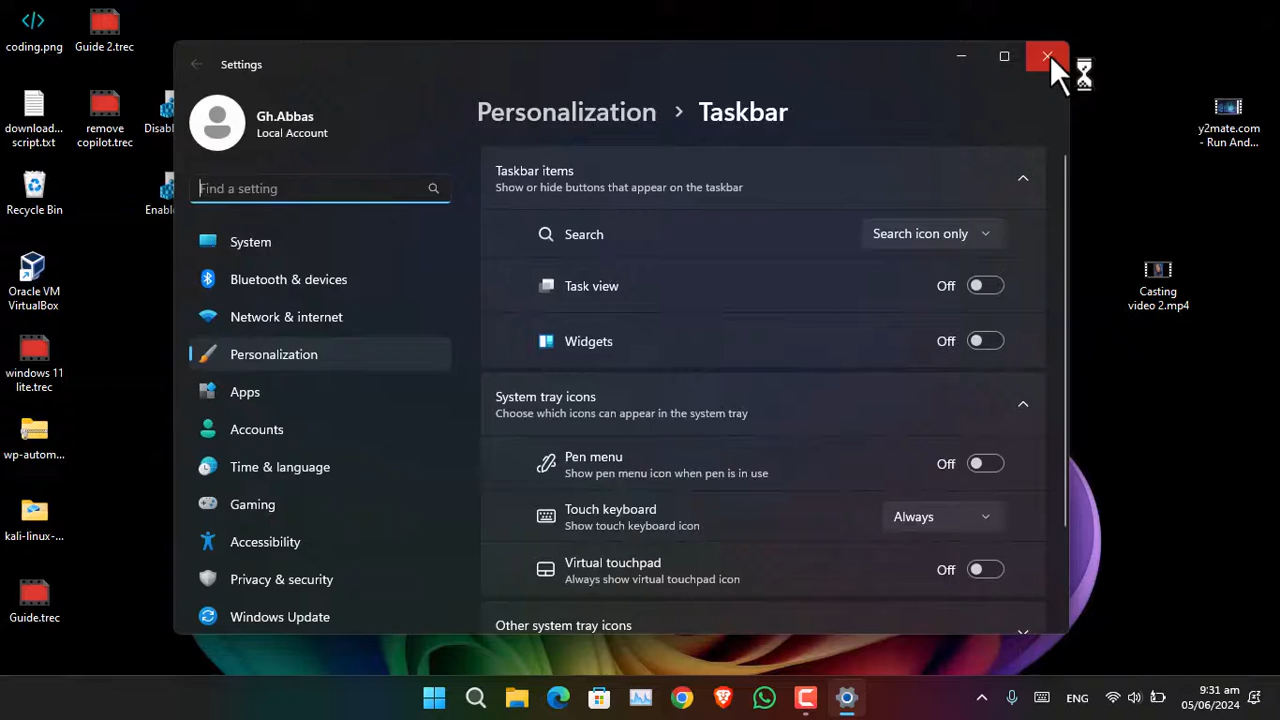 coding.png
Guide 2.trec
download...
script.txt
remove
copilot.trec
Disabl
Recycle Bin
Enabl
Oracle VM
VirtualBox
windows 11
lite.trec
wp-autom...
kali-linux-...
Guide.trec
y2mate.com
- Run And...
Casting
video 2.mp4
Settings
Gh.Abbas
Local Account
Find a setting
System
Bluetooth & devices
Network & internet
Personalization
Apps
Accounts
Time & language
Gaming
Accessibility
Privacy & security
Windows Update
Personalization › Taskbar
Taskbar items
Show or hide buttons that appear on the taskbar
Search
Search icon only
Task view
Off
Widgets
Off
System tray icons
Choose which icons can appear in the system tray
Pen menu
Show pen menu icon when pen is in use
Off
Touch keyboard
Show touch keyboard icon
Always
Virtual touchpad
Always show virtual touchpad icon
Off
Other system tray icons
ENG
9:31 am
05/06/2024